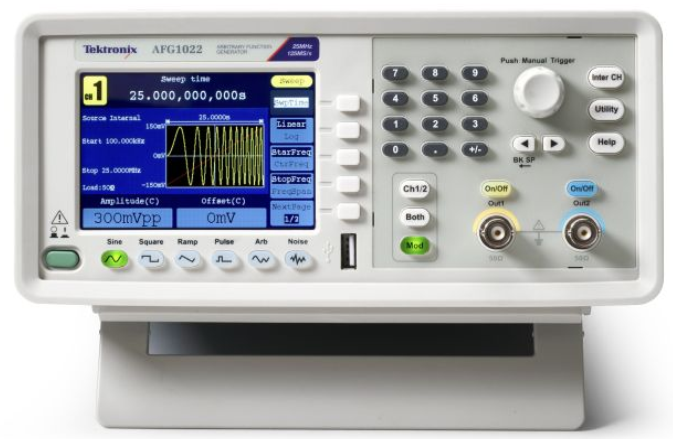 Tektronix AFG1022 ARBITRARY FUNCTION GENERATOR 25MHz 125MS/s
CH 1
Sweep time
25.000,000,000s
Sweep
SwpTime
Source Internal
25.0000s
150mV
Linear
Log
Start 100.000kHz
0mV
StarFreq
CtrFreq
Stop 25.0000MHz
StopFreq
FreqSpan
Load:50Ω
-150mV
Amplitude(C)
Offset(C)
NextPage
1/2
300mVpp
0mV
Sine Square Ramp Pulse Arb Noise
7 8 9
4 5 6
1 2 3
0 . +/-
Push Manual Trigger
BK SP
Inter CH
Utility
Help
Ch1/2
Both
Mod
On/Off
Out1
50Ω
On/Off
Out2
50Ω